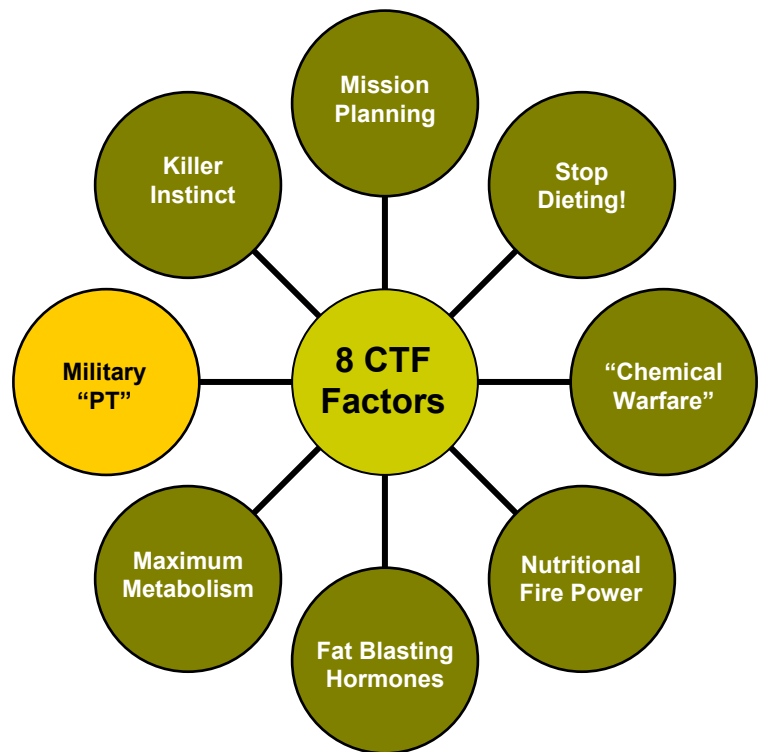 Mission
Planning
Killer
Instinct
Stop
Dieting!
8 CTF
Factors
Military
“PT”
“Chemical
Warfare”
Maximum
Metabolism
Nutritional
Fire Power
Fat Blasting
Hormones